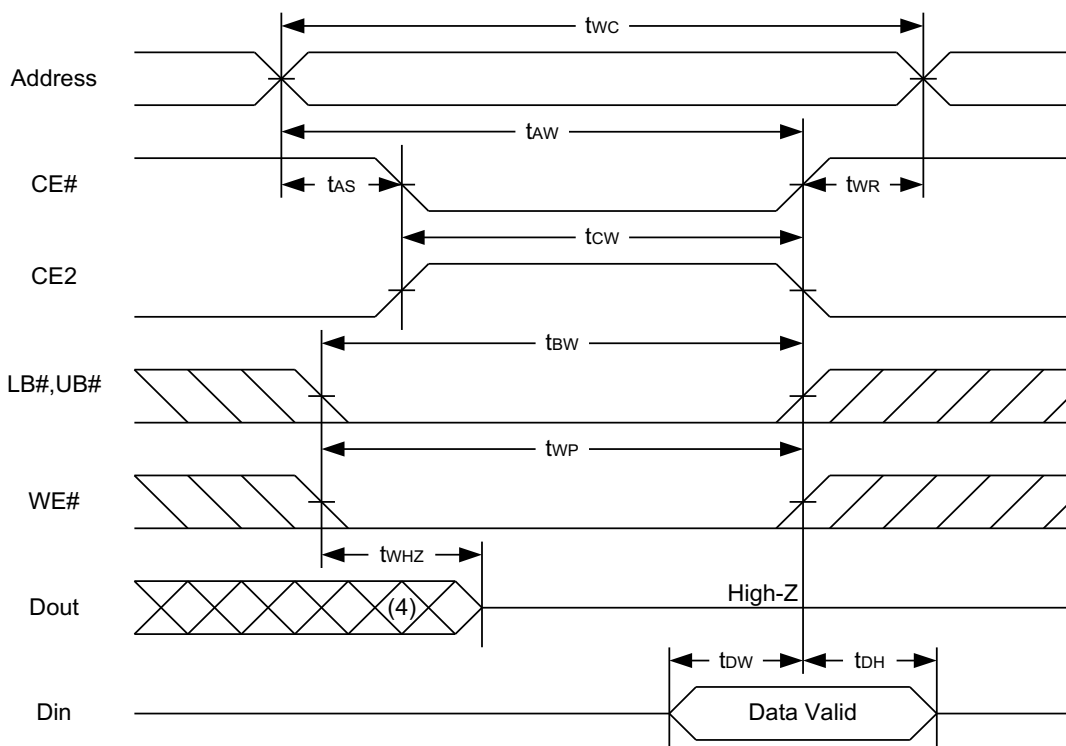 tWC
Address
tAW
CE#
tAS
tWR
tCW
CE2
tBW
LB#,UB#
tWP
WE#
tWHZ
Dout
(4)
High-Z
tDW
tDH
Din
Data Valid